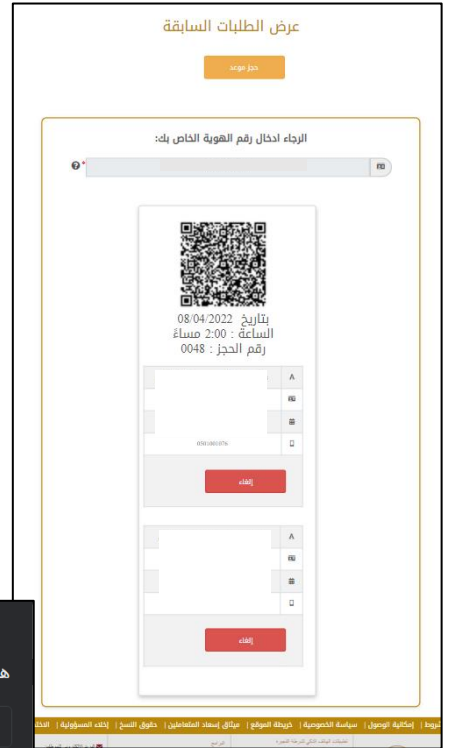 عرض الطلبات السابقة
حجز موعد
الرجاء ادخال رقم الهوية الخاص بك:
*
بتاريخ 08/04/2022
الساعة : 2:00 مساءً
رقم الحجز : 0048
إلغاء
إلغاء
إمكانية الوصول | سياسة الخصوصية | خريطة الموقع | ميثاق إسعاد المتعاملين | حقوق النسخ | إخلاء المسؤولية |